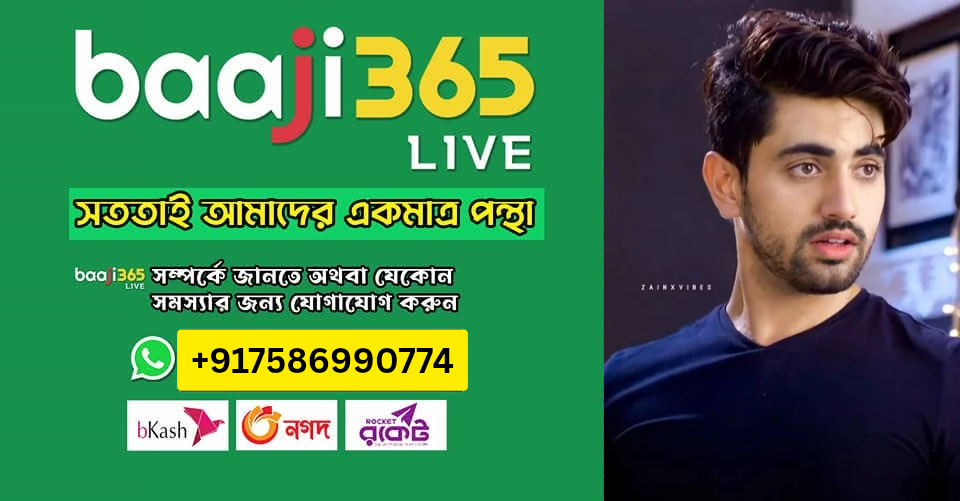 baaji365
LIVE
সততাই আমাদের একমাত্র পন্থা
baaji365 LIVE সম্পর্কে জানতে অথবা যেকোন
সমস্যার জন্য যোগাযোগ করুন
+917586990774
bKash নগদ ROCKET রকেট
ZAINXVIBES